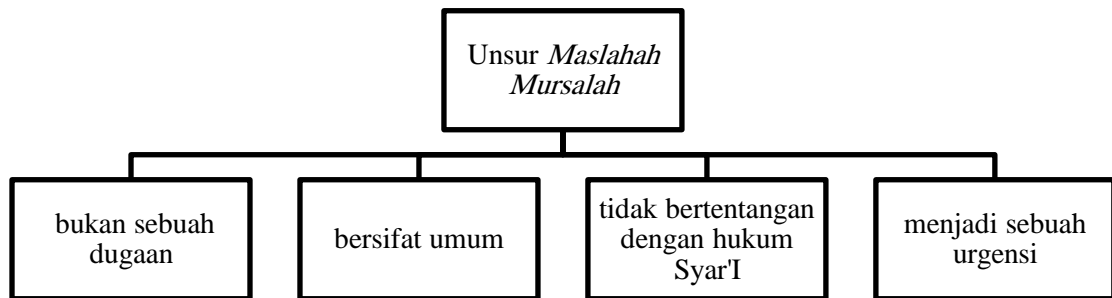 Unsur Maslahah
Mursalah
bukan sebuah
dugaan
bersifat umum
tidak bertentangan
dengan hukum
Syar'I
menjadi sebuah
urgensi